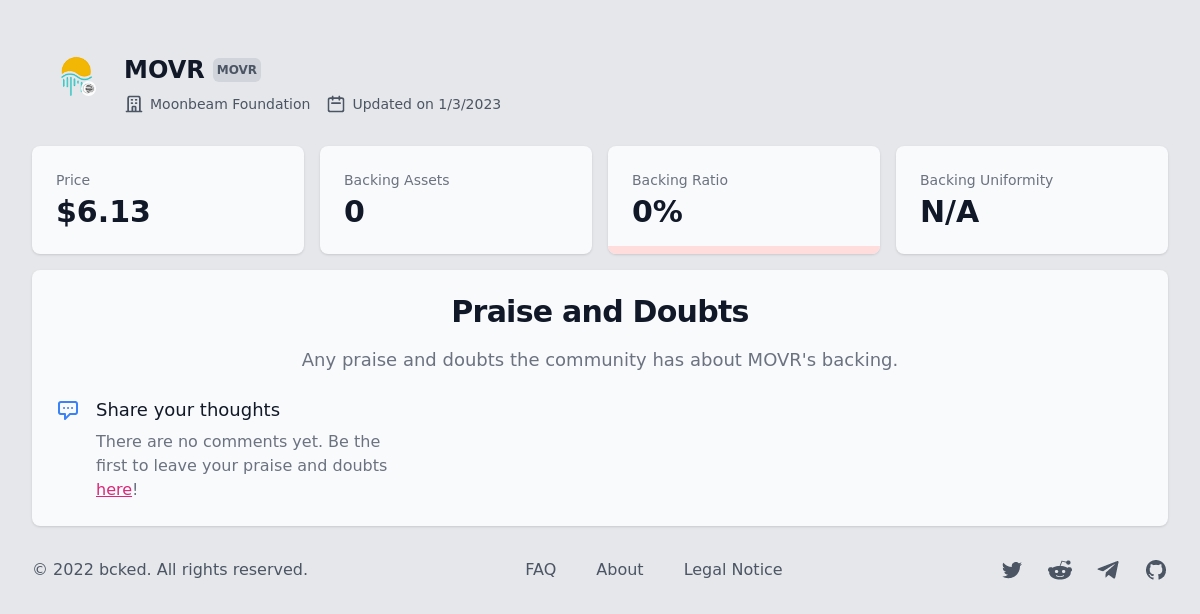 MOVR MOVR
Moonbeam Foundation Updated on 1/3/2023
Price
$6.13
Backing Assets
0
Backing Ratio
0%
Backing Uniformity
N/A
Praise and Doubts
Any praise and doubts the community has about MOVR's backing.
Share your thoughts
There are no comments yet. Be the
first to leave your praise and doubts
here!
© 2022 bcked. All rights reserved. FAQ About Legal Notice